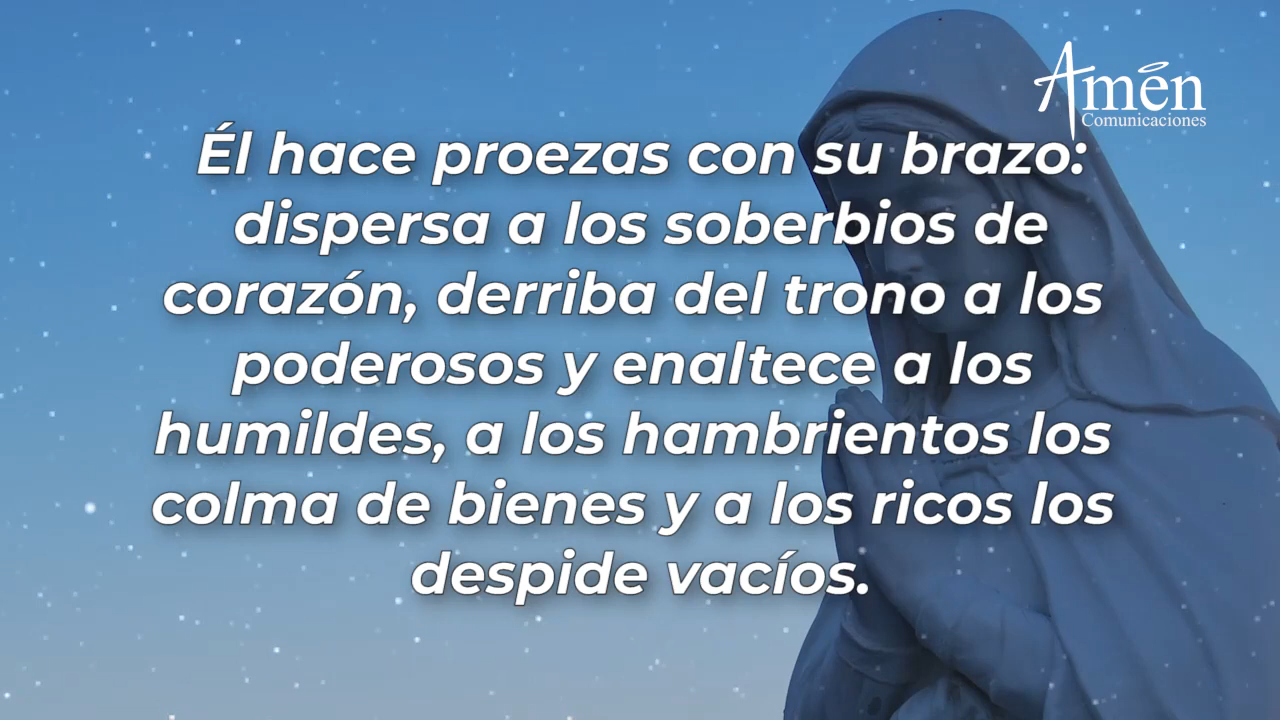 Amén
Comunicaciones
Él hace proezas con su brazo:
dispersa a los soberbios de
corazón, derriba del trono a los
poderosos y enaltece a los
humildes, a los hambrientos los
colma de bienes y a los ricos los
despide vacíos.